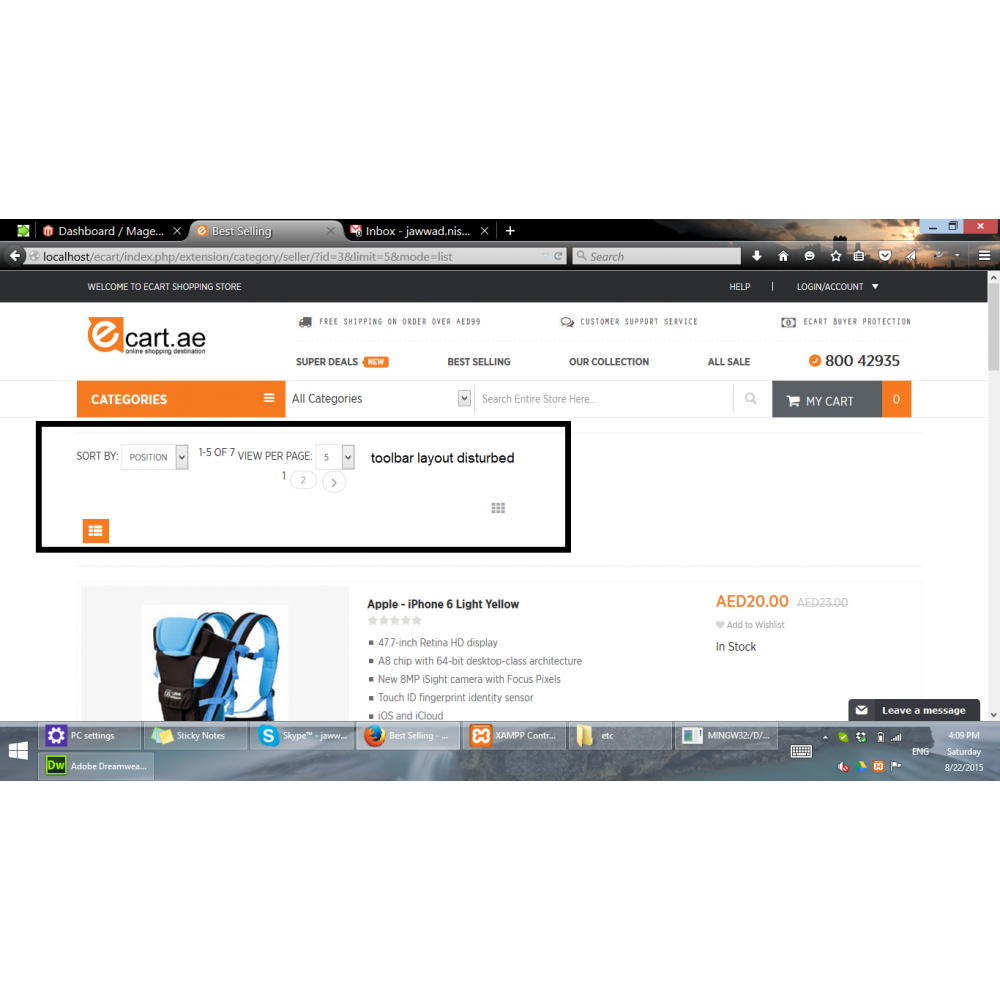 Dashboard / Mage... Best Selling Inbox - jawwad.nis...
localhost/ecart/index.php/extension/category/seller/?id=3&limit=5&mode=list Search
WELCOME TO ECART SHOPPING STORE HELP | LOGIN/ACCOUNT
ecart.ae
online shopping destination
FREE SHIPPING ON ORDER OVER AED99 CUSTOMER SUPPORT SERVICE ECART BUYER PROTECTION
SUPER DEALS NEW BEST SELLING OUR COLLECTION ALL SALE 800 42935
CATEGORIES All Categories Search Entire Store Here... MY CART 0
SORT BY: POSITION 1-5 OF 7 VIEW PER PAGE: 5 toolbar layout disturbed
1 2
Apple - iPhone 6 Light Yellow
AED20.00 AED23.00
Add to Wishlist
In Stock
47.7-inch Retina HD display
A8 chip with 64-bit desktop-class architecture
New 8MP iSight camera with Focus Pixels
Touch ID fingerprint identity sensor
iOS and iCloud
Leave a message
PC settings Sticky Notes Skype™ - jaww... Best Selling - ... XAMPP Contr... etc MINGW32:/D/...
Adobe Dreamwea...
ENG
4:09 PM
Saturday
8/22/2015